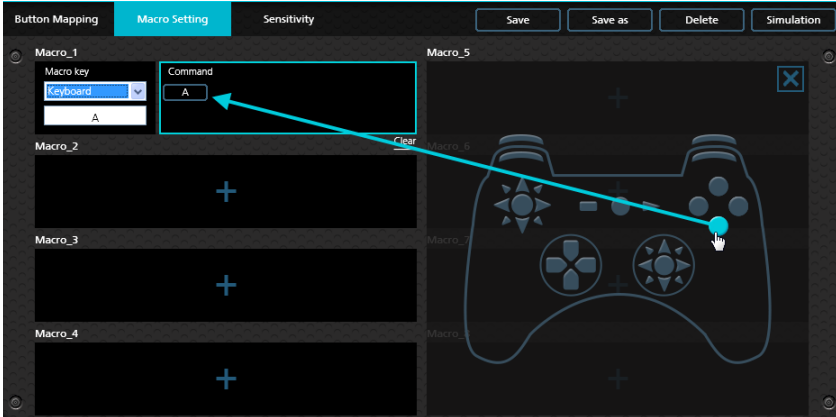 Button Mapping Macro Setting Sensitivity Save Save as Delete Simulation
Macro_1
Macro key
Keyboard
A
Command
A
Clear
Macro_2
Macro_3
Macro_4
Macro_5
Macro_6
Macro_7